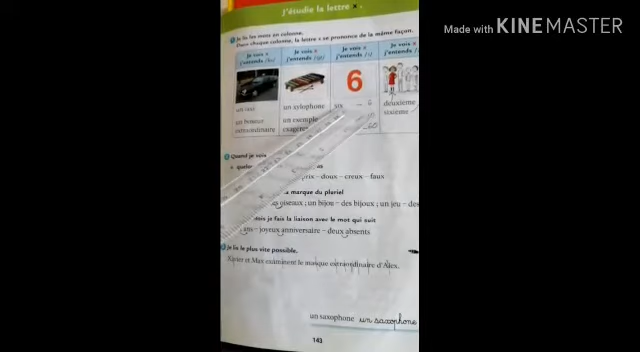 Made with KINEMASTER
J'étudie la lettre x
Je lis les mots en colonne.
Dans chaque colonne, la lettre x se prononce de la même façon.
Je vois x Je vois x Je vois x Je vois x
j'entends j'entends j'entends j'entends
6
un taxi un xylophone six deuxième
un boxeur un exemple sixième
extraordinaire exagérer 60
Quand je vois
prix – doux – creux – faux
marque du pluriel
oiseaux ; un bijou – des bijoux ; un jeu – des
mais je fais la liaison avec le mot qui suit
ans – joyeux anniversaire – deux absents
Je lis le plus vite possible.
Xavier et Max examinent le masque extraordinaire d'Alex.
un saxophone un saxophone
143